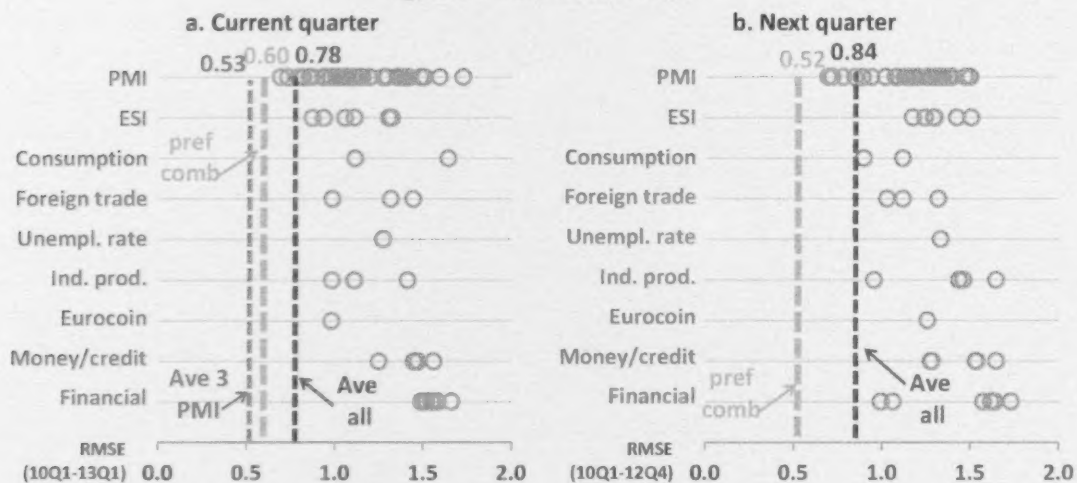 a. Current quarter
0.53
0.60
0.78
PMI
ESI
Consumption
Foreign trade
Unempl. rate
Ind. prod.
Eurocoin
Money/credit
Financial
pref
comb
Ave 3
PMI
Ave
all
RMSE
(10Q1-13Q1)
0.0 0.5 1.0 1.5 2.0
b. Next quarter
0.52
0.84
PMI
ESI
Consumption
Foreign trade
Unempl. rate
Ind. prod.
Eurocoin
Money/credit
Financial
pref
comb
Ave
all
RMSE
(10Q1-12Q4)
0.0 0.5 1.0 1.5 2.0